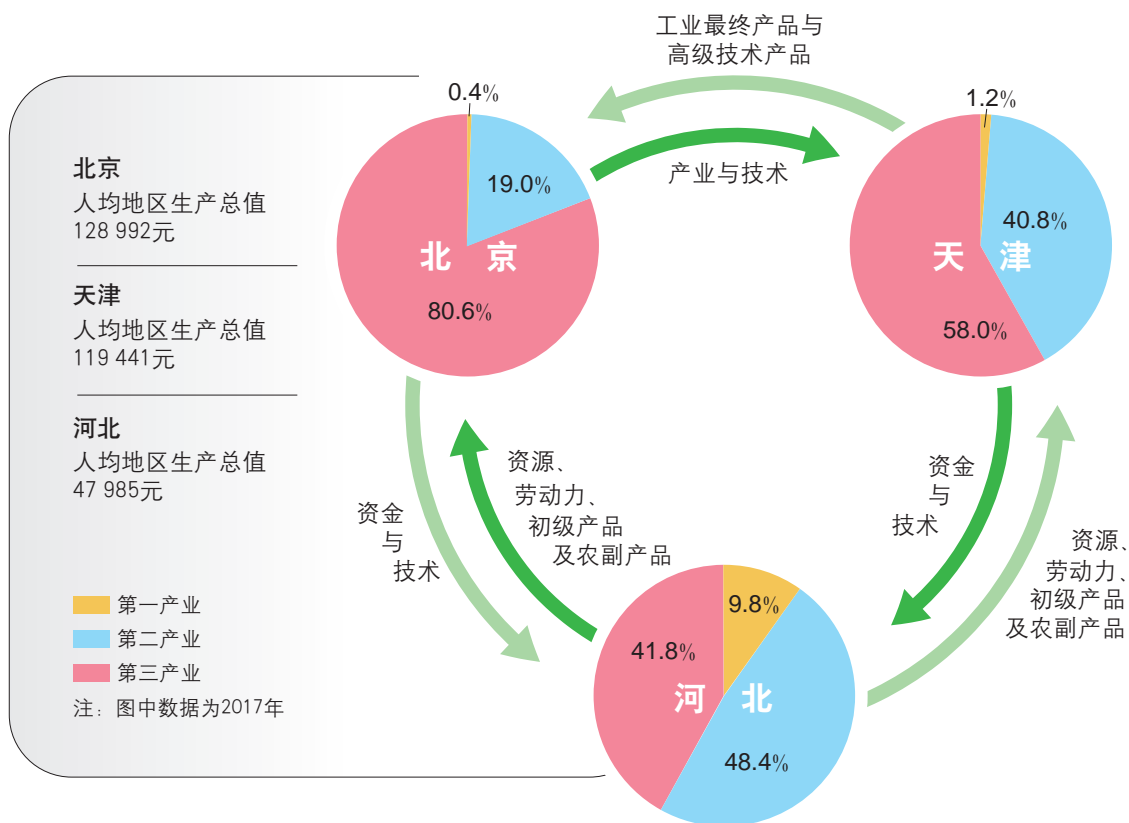 工业最终产品与
高级技术产品
产业与技术
北京
人均地区生产总值
128 992元
天津
人均地区生产总值
119 441元
河北
人均地区生产总值
47 985元
0.4%
19.0%
北 京
80.6%
1.2%
40.8%
天 津
58.0%
资金
与
技术
资源、
劳动力、
初级产品
及农副产品
资金
与
技术
资源、
劳动力、
初级产品
及农副产品
9.8%
41.8%
河 北
48.4%
第一产业
第二产业
第三产业
注：图中数据为2017年